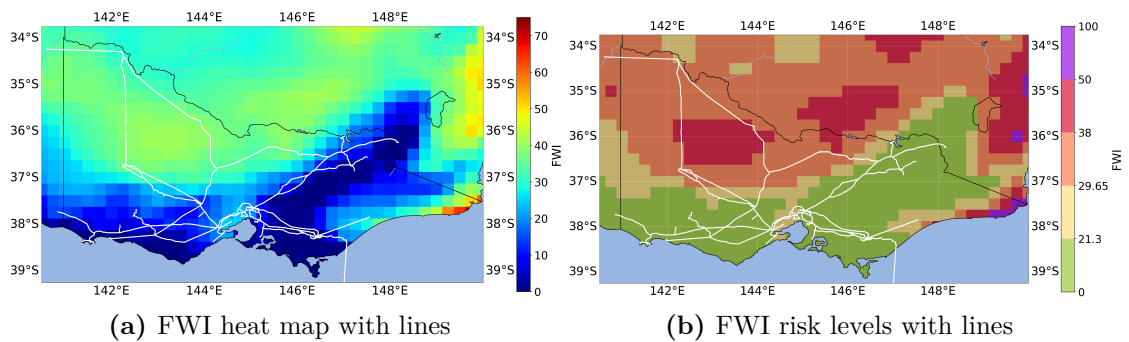 142°E 144°E 146°E 148°E
34°S 34°S
35°S 35°S
36°S 36°S
37°S 37°S
38°S 38°S
39°S 39°S
142°E 144°E 146°E 148°E
70
60
50
40
30
20
10
0
FWI
(a) FWI heat map with lines
142°E 144°E 146°E 148°E
34°S 34°S
35°S 35°S
36°S 36°S
37°S 37°S
38°S 38°S
39°S 39°S
142°E 144°E 146°E 148°E
100
50
38
29.65
21.3
0
FWI
(b) FWI risk levels with lines